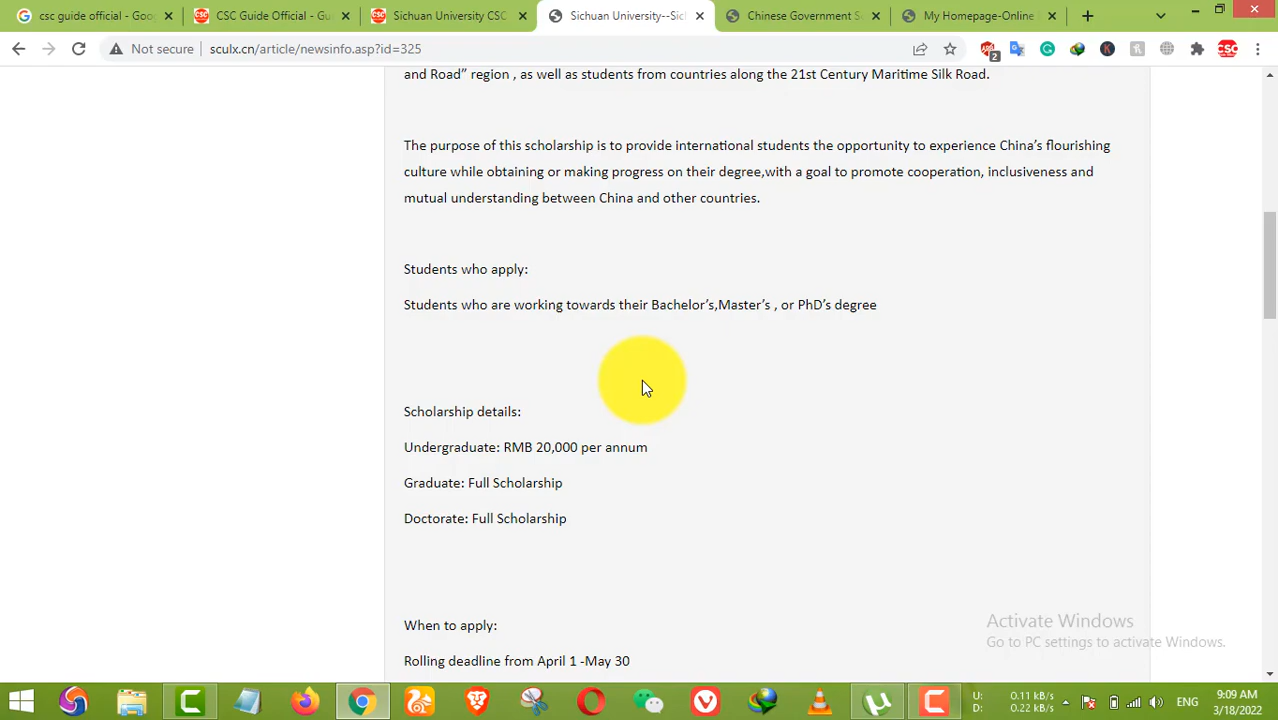 csc guide official - Goo
CSC Guide Official - Gu
Sichuan University CSC
Sichuan University--Sic
Chinese Government S
My Homepage-Online
Not secure
sculx.cn/article/newsinfo.asp?id=325
and Road” region , as well as students from countries along the 21st Century Maritime Silk Road.
The purpose of this scholarship is to provide international students the opportunity to experience China’s flourishing
culture while obtaining or making progress on their degree,with a goal to promote cooperation, inclusiveness and
mutual understanding between China and other countries.
Students who apply:
Students who are working towards their Bachelor’s,Master’s , or PhD’s degree
Scholarship details:
Undergraduate: RMB 20,000 per annum
Graduate: Full Scholarship
Doctorate: Full Scholarship
When to apply:
Rolling deadline from April 1 -May 30
Activate Windows
Go to PC settings to activate Windows.
U: 0.11 kB/s
D: 0.22 kB/s
ENG
9:09 AM
3/18/2022